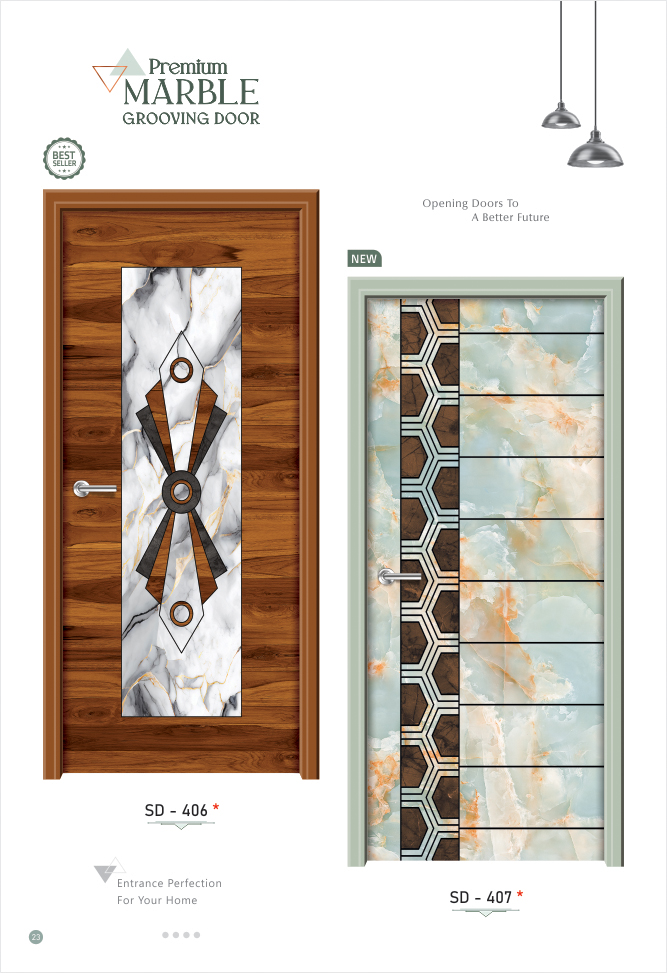 Premium
MARBLE
GROOVING DOOR
BEST
SELLER
Opening Doors To
A Better Future
NEW
SD - 406 *
SD - 407 *
Entrance Perfection
For Your Home
23